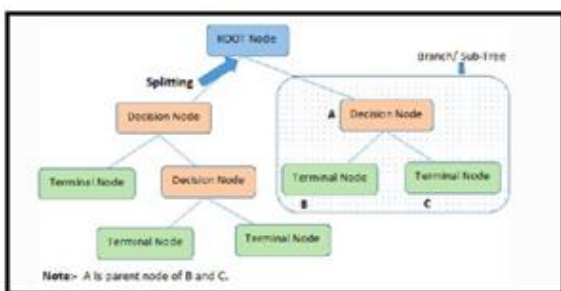 ROOT Node
Branch/ Sub-Tree
Splitting
A Decision Node
Decision Node
Terminal Node
Decision Node
Terminal Node
Terminal Node
B
C
Terminal Node
Terminal Node
Note:- A is parent node of B and C.